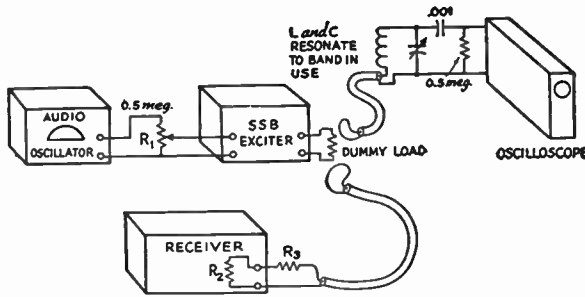 .001
L and C
RESONATE
TO BAND IN
USE
0.5 meg.
0.5 meg.
AUDIO
OSCILLATOR
R1
SSB
EXCITER
DUMMY LOAD
OSCILLOSCOPE
RECEIVER
R2
R3